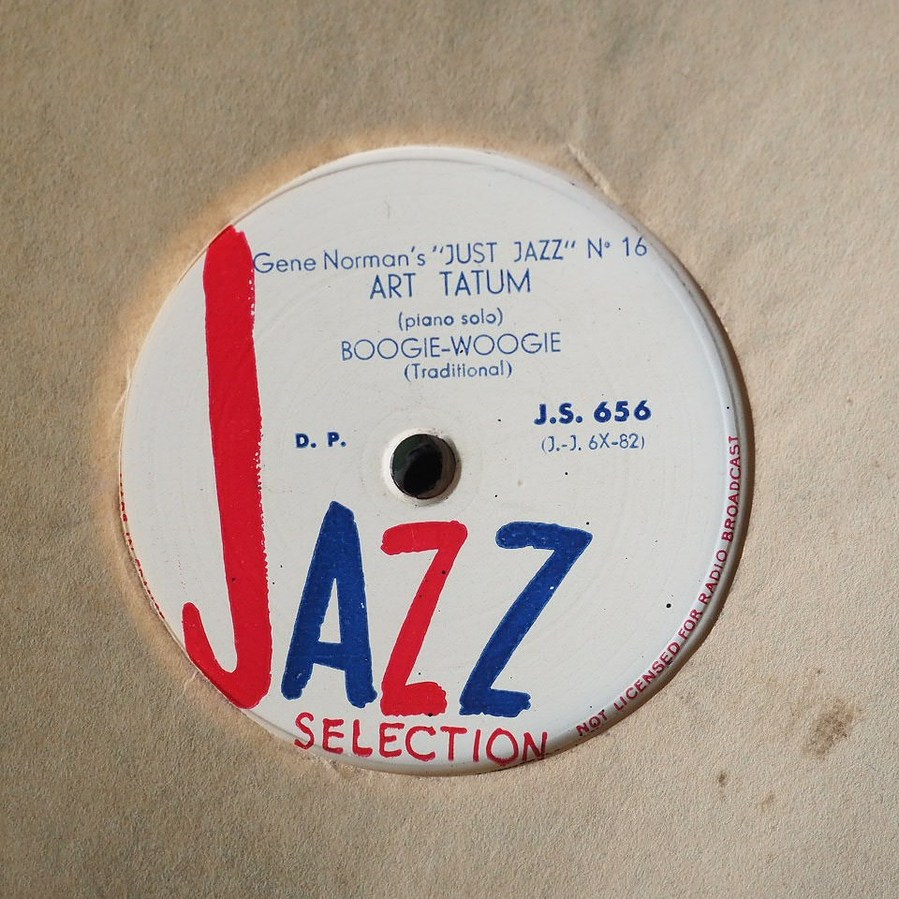 Gene Norman's "JUST JAZZ" N° 16
ART TATUM
(piano solo)
BOOGIE-WOOGIE
(Traditional)
D. P.
J.S. 656
(J.-J. 6X-82)
JAZZ
SELECTION
NOT LICENSED FOR RADIO BROADCAST